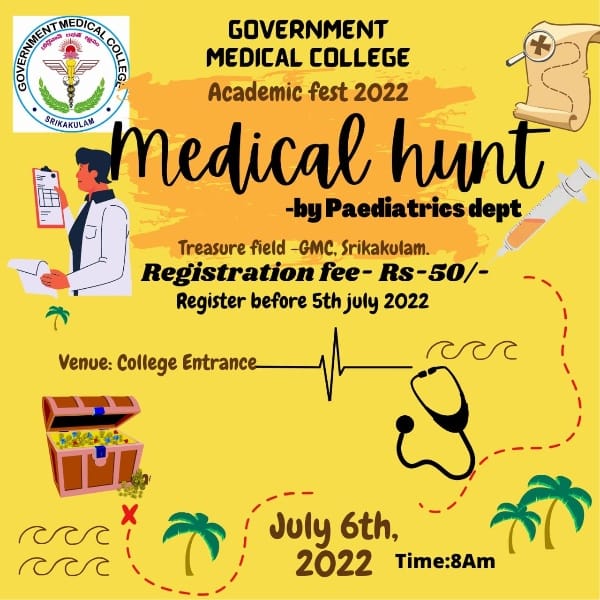 GOVERNMENT MEDICAL COLLEGE
SRIKAKULAM
GOVERNMENT
MEDICAL COLLEGE
Academic fest 2022
Medical hunt
-by Paediatrics dept
Treasure field -GMC, Srikakulam.
Registration fee- Rs-50/-
Register before 5th july 2022
Venue: College Entrance
July 6th,
2022
Time:8Am